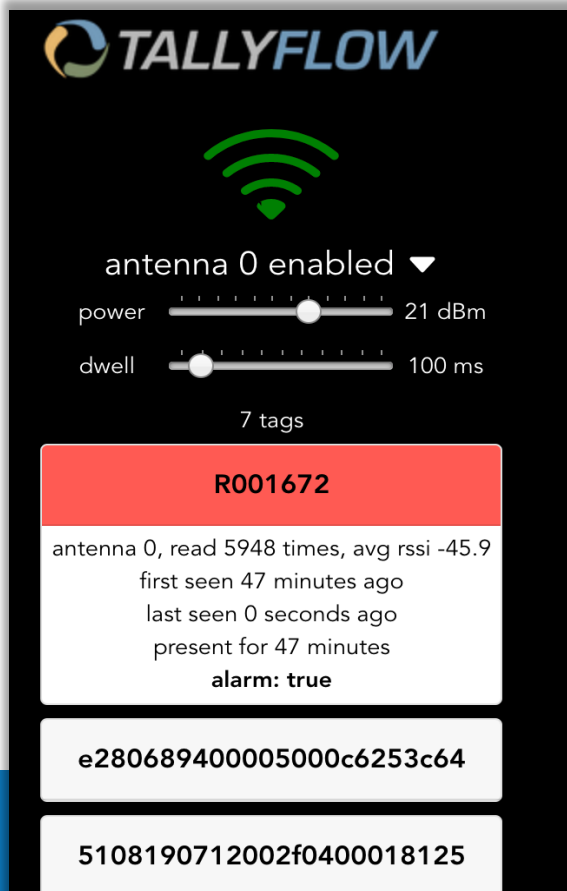 TALLYFLOW
antenna 0 enabled
power 21 dBm
dwell 100 ms
7 tags
R001672
antenna 0, read 5948 times, avg rssi -45.9
first seen 47 minutes ago
last seen 0 seconds ago
present for 47 minutes
alarm: true
e280689400005000c6253c64
5108190712002f0400018125